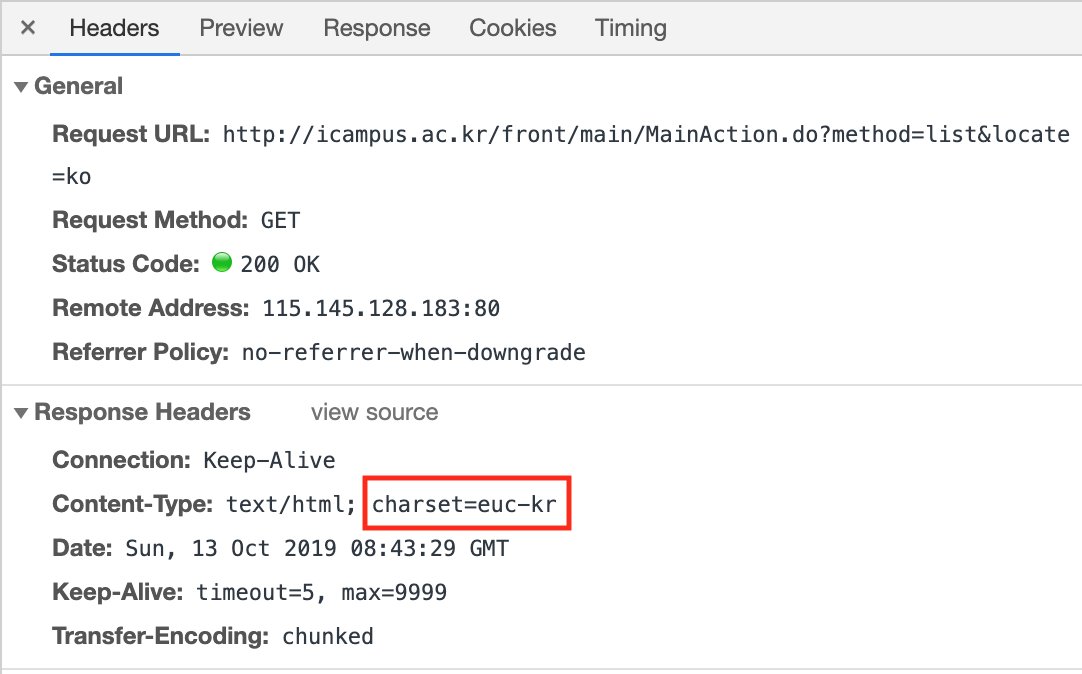 × Headers Preview Response Cookies Timing
▼ General
Request URL: http://icampus.ac.kr/front/main/MainAction.do?method=list&locate
=ko
Request Method: GET
Status Code: 200 OK
Remote Address: 115.145.128.183:80
Referrer Policy: no-referrer-when-downgrade
▼ Response Headers view source
Connection: Keep-Alive
Content-Type: text/html; charset=euc-kr
Date: Sun, 13 Oct 2019 08:43:29 GMT
Keep-Alive: timeout=5, max=9999
Transfer-Encoding: chunked